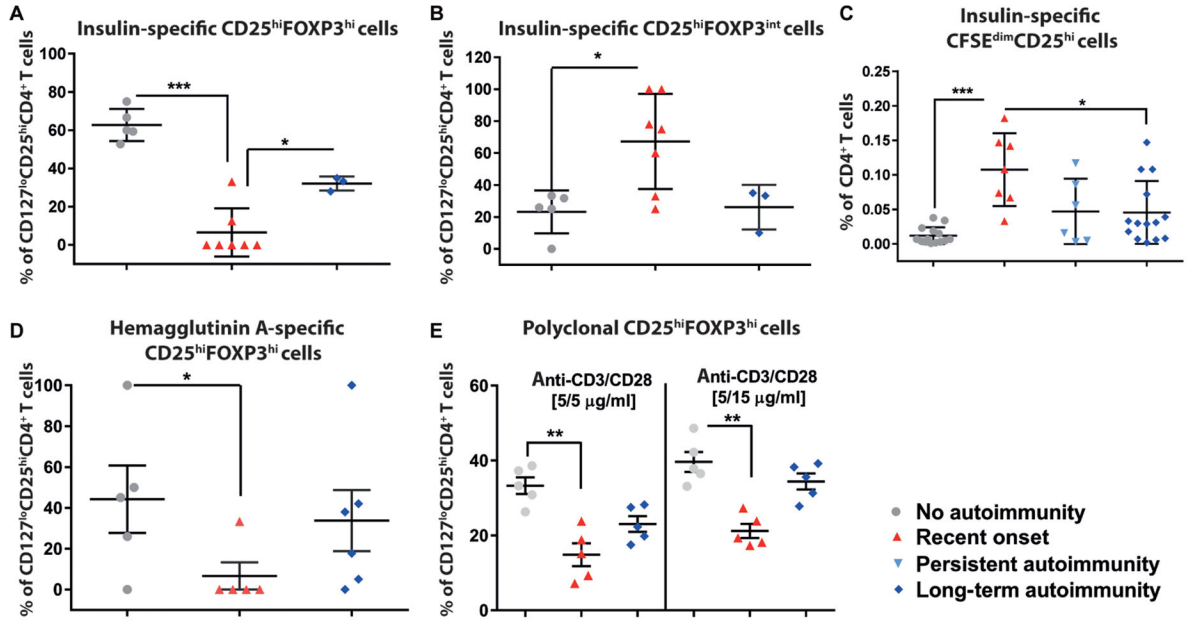 A
Insulin-specific CD25ʰⁱFOXP3ʰⁱ cells
% of CD127ˡᵒCD25ʰⁱCD4⁺ T cells
100
80
60
40
20
0
***
*
B
Insulin-specific CD25ʰⁱFOXP3ⁱⁿᵗ cells
% of CD127ˡᵒCD25ʰⁱCD4⁺ T cells
120
100
80
60
40
20
0
*
C
Insulin-specific
CFSEᵈⁱᵐCD25ʰⁱ cells
% of CD4⁺ T cells
0.25
0.20
0.15
0.10
0.05
0.00
***
*
D
Hemagglutinin A-specific
CD25ʰⁱFOXP3ʰⁱ cells
% of CD127ˡᵒCD25ʰⁱCD4⁺ T cells
100
80
60
40
20
0
*
E
Polyclonal CD25ʰⁱFOXP3ʰⁱ cells
% of CD127ˡᵒCD25ʰⁱCD4⁺ T cells
60
40
20
0
Anti-CD3/CD28
[5/5 µg/ml]
**
Anti-CD3/CD28
[5/15 µg/ml]
**
No autoimmunity
Recent onset
Persistent autoimmunity
Long-term autoimmunity